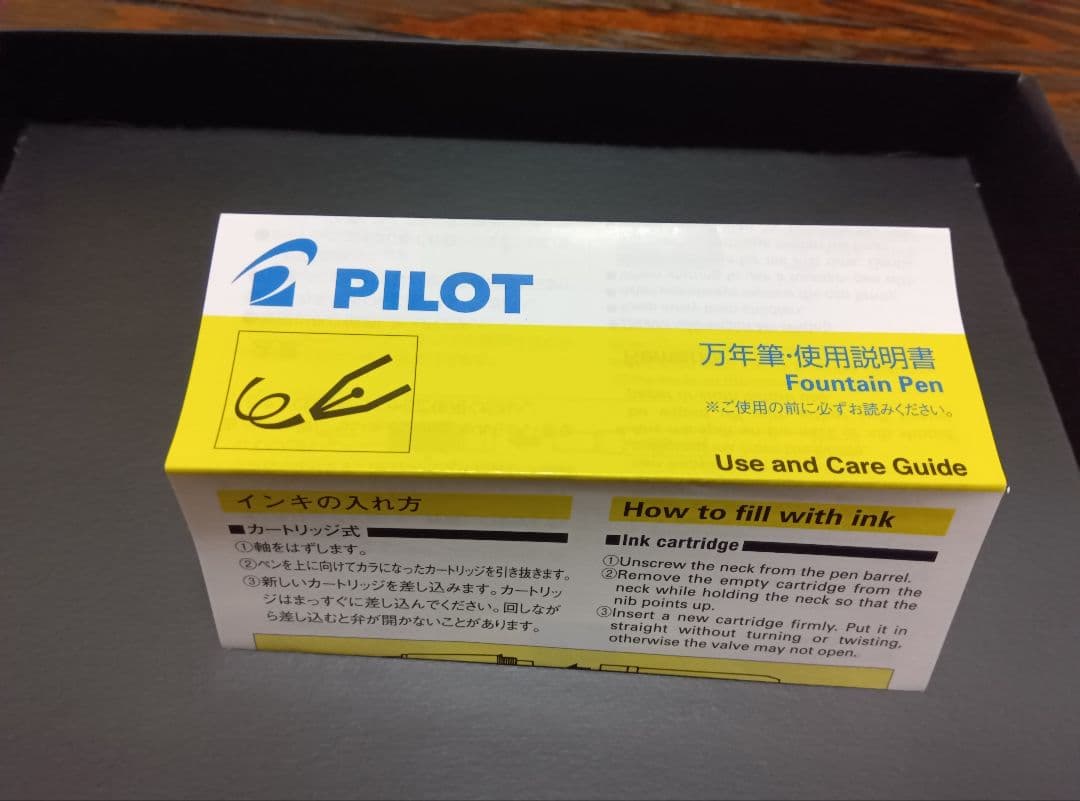 PILOT
万年筆・使用説明書
Fountain Pen
※ご使用の前に必ずお読みください。
Use and Care Guide
インキの入れ方
■カートリッジ式
①軸をはずします。
②ペンを上に向けてカラになったカートリッジを引き抜きます。
③新しいカートリッジを差し込みます。カートリッ
ジはまっすぐに差し込んでください。回しなが
ら差し込むと弁が開かないことがあります。
How to fill with ink
■Ink cartridge
①Unscrew the neck from the pen barrel.
②Remove the empty cartridge from the
neck while holding the neck so that the
nib points up.
③Insert a new cartridge firmly. Put it in
straight without turning or twisting,
otherwise the valve may not open.